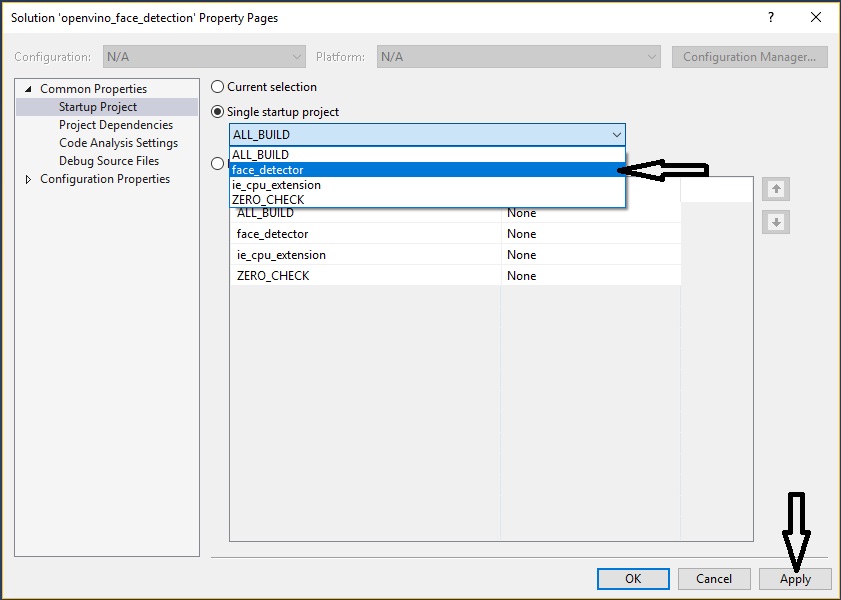 Solution 'openvino_face_detection' Property Pages
?
Configuration: N/A Platform: N/A Configuration Manager...
Common Properties
Startup Project
Project Dependencies
Code Analysis Settings
Debug Source Files
Configuration Properties
Current selection
Single startup project
ALL_BUILD
ALL_BUILD
face_detector
ie_cpu_extension
ZERO_CHECK
ALL_BUILD None
face_detector None
ie_cpu_extension None
ZERO_CHECK None
OK Cancel Apply